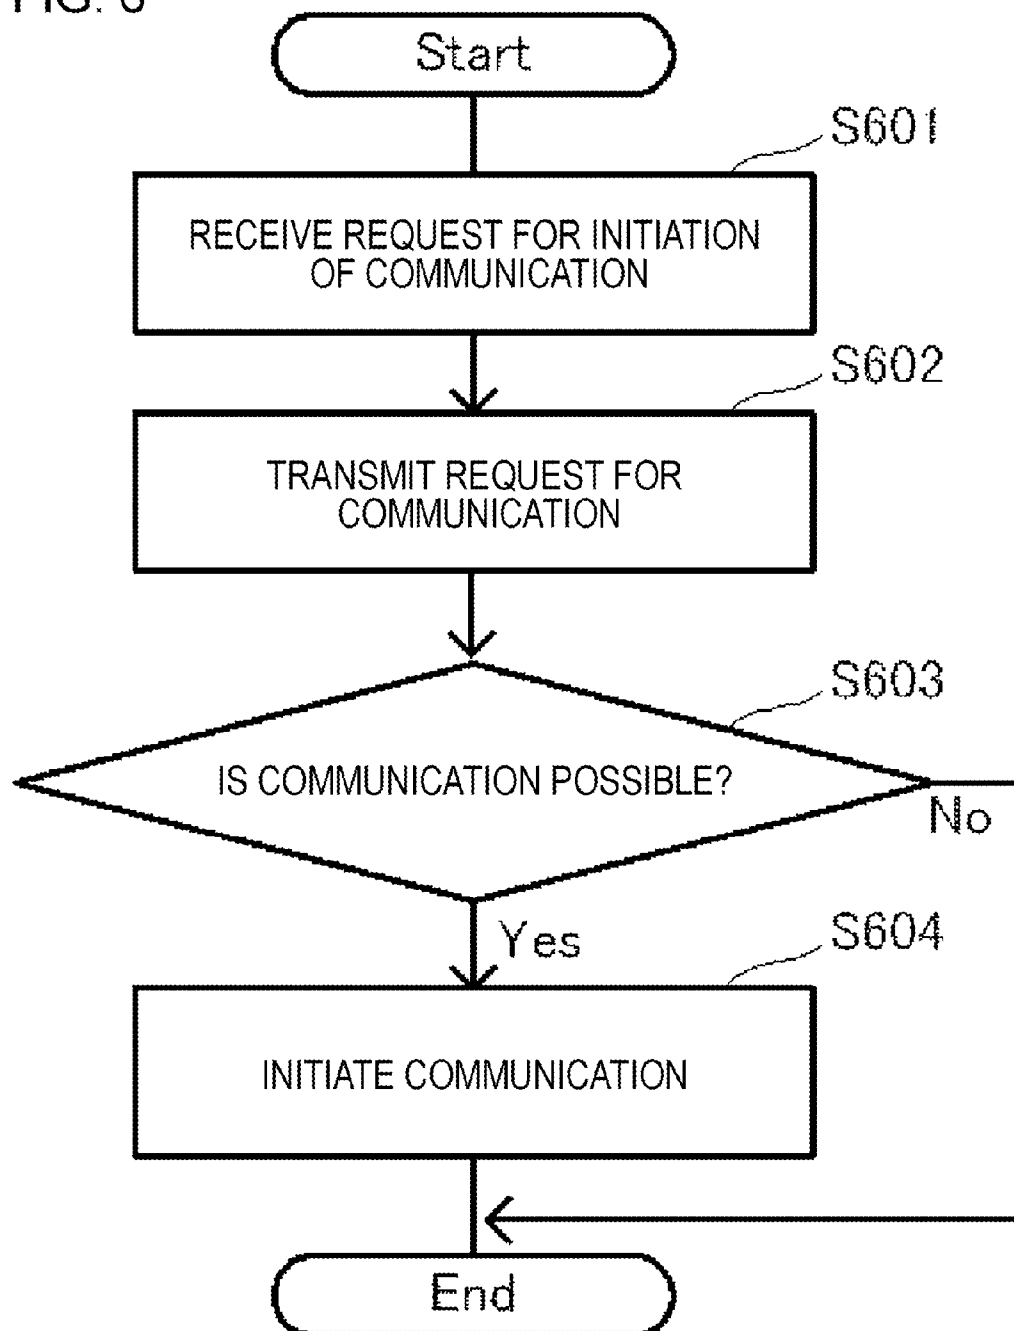 Start
S601
RECEIVE REQUEST FOR INITIATION
OF COMMUNICATION
S602
TRANSMIT REQUEST FOR
COMMUNICATION
S603
IS COMMUNICATION POSSIBLE?
No
Yes
S604
INITIATE COMMUNICATION
End